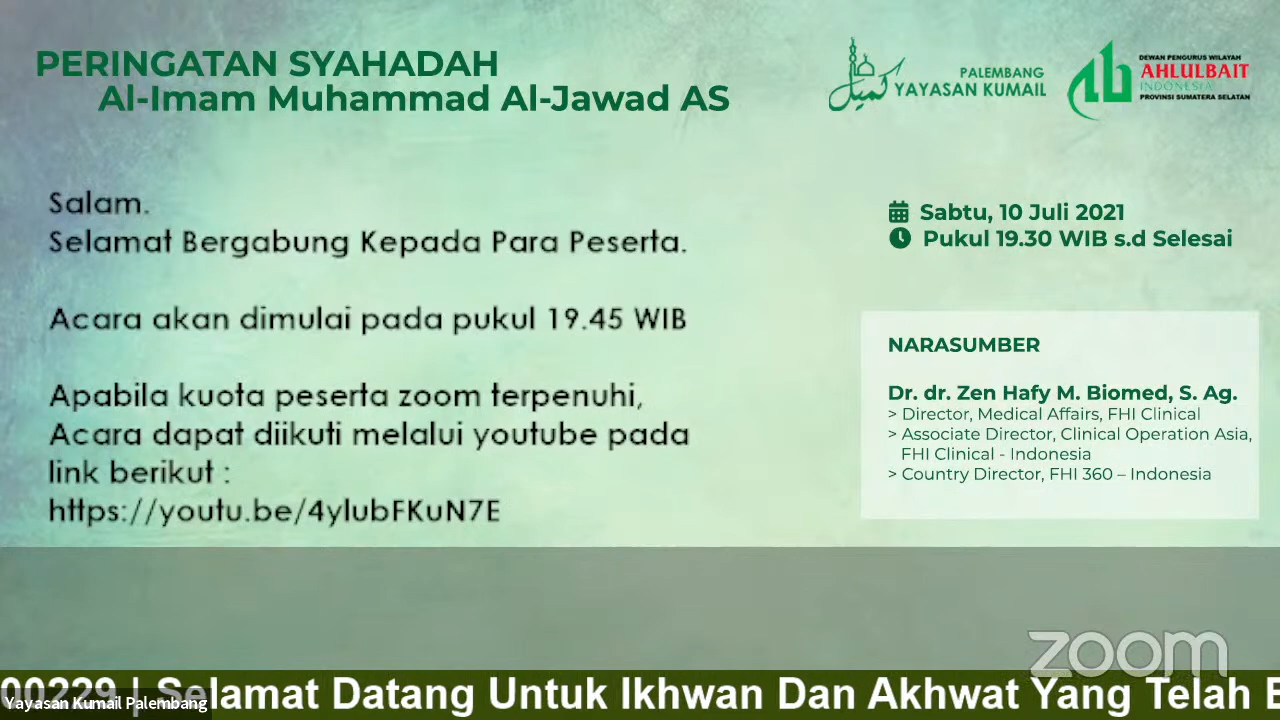 PERINGATAN SYAHADAH
Al-Imam Muhammad Al-Jawad AS
كميل
PALEMBANG
YAYASAN KUMAIL
DEWAN PENGURUS WILAYAH
AHLULBAIT
INDONESIA
PROVINSI SUMATERA SELATAN
Salam.
Selamat Bergabung Kepada Para Peserta.
Acara akan dimulai pada pukul 19.45 WIB
Apabila kuota peserta zoom terpenuhi,
Acara dapat diikuti melalui youtube pada
link berikut :
https://youtu.be/4ylubFKuN7E
Sabtu, 10 Juli 2021
Pukul 19.30 WIB s.d Selesai
NARASUMBER
Dr. dr. Zen Hafy M. Biomed, S. Ag.
> Director, Medical Affairs, FHI Clinical
> Associate Director, Clinical Operation Asia,
FHI Clinical - Indonesia
> Country Director, FHI 360 – Indonesia
zoom
00229 | Selamat Datang Untuk Ikhwan Dan Akhwat Yang Telah
Yayasan Kumail Palembang